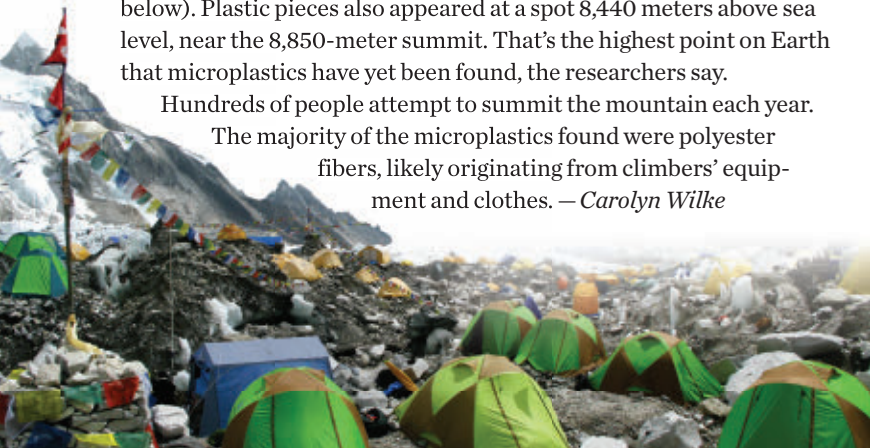 below). Plastic pieces also appeared at a spot 8,440 meters above sea
level, near the 8,850-meter summit. That’s the highest point on Earth
that microplastics have yet been found, the researchers say.
Hundreds of people attempt to summit the mountain each year.
The majority of the microplastics found were polyester
fibers, likely originating from climbers’ equip-
ment and clothes. — Carolyn Wilke